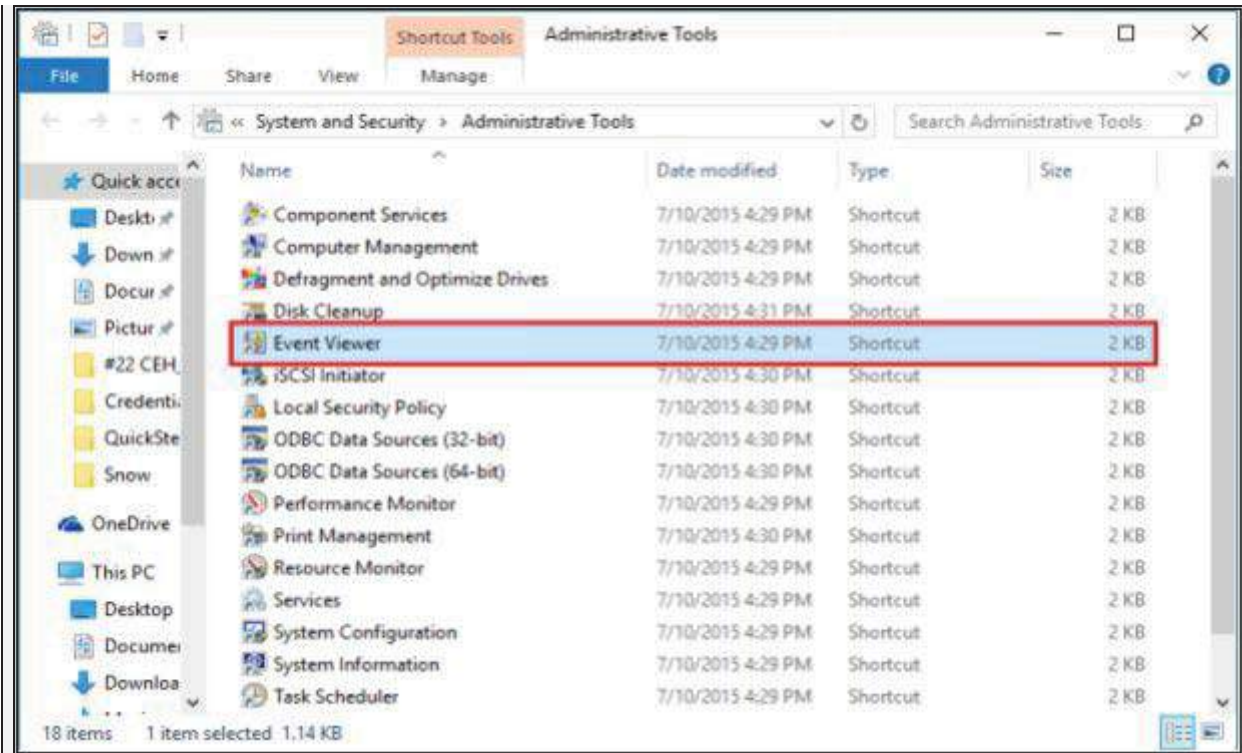 Shortcut Tools Administrative Tools
File Home Share View Manage
« System and Security › Administrative Tools Search Administrative Tools
Name Date modified Type Size
Quick acce
Deskt
Down
Docur
Pictur
#22 CEH_
Credenti
QuickSte
Snow
OneDrive
This PC
Desktop
Documer
Downloa
Component Services 7/10/2015 4:29 PM Shortcut 2 KB
Computer Management 7/10/2015 4:29 PM Shortcut 2 KB
Defragment and Optimize Drives 7/10/2015 4:29 PM Shortcut 2 KB
Disk Cleanup 7/10/2015 4:31 PM Shortcut 2 KB
Event Viewer 7/10/2015 4:29 PM Shortcut 2 KB
iSCSI Initiator 7/10/2015 4:30 PM Shortcut 2 KB
Local Security Policy 7/10/2015 4:30 PM Shortcut 2 KB
ODBC Data Sources (32-bit) 7/10/2015 4:30 PM Shortcut 2 KB
ODBC Data Sources (64-bit) 7/10/2015 4:30 PM Shortcut 2 KB
Performance Monitor 7/10/2015 4:29 PM Shortcut 2 KB
Print Management 7/10/2015 4:30 PM Shortcut 2 KB
Resource Monitor 7/10/2015 4:29 PM Shortcut 2 KB
Services 7/10/2015 4:29 PM Shortcut 2 KB
System Configuration 7/10/2015 4:29 PM Shortcut 2 KB
System Information 7/10/2015 4:29 PM Shortcut 2 KB
Task Scheduler 7/10/2015 4:29 PM Shortcut 2 KB
18 items 1 item selected 1.14 KB